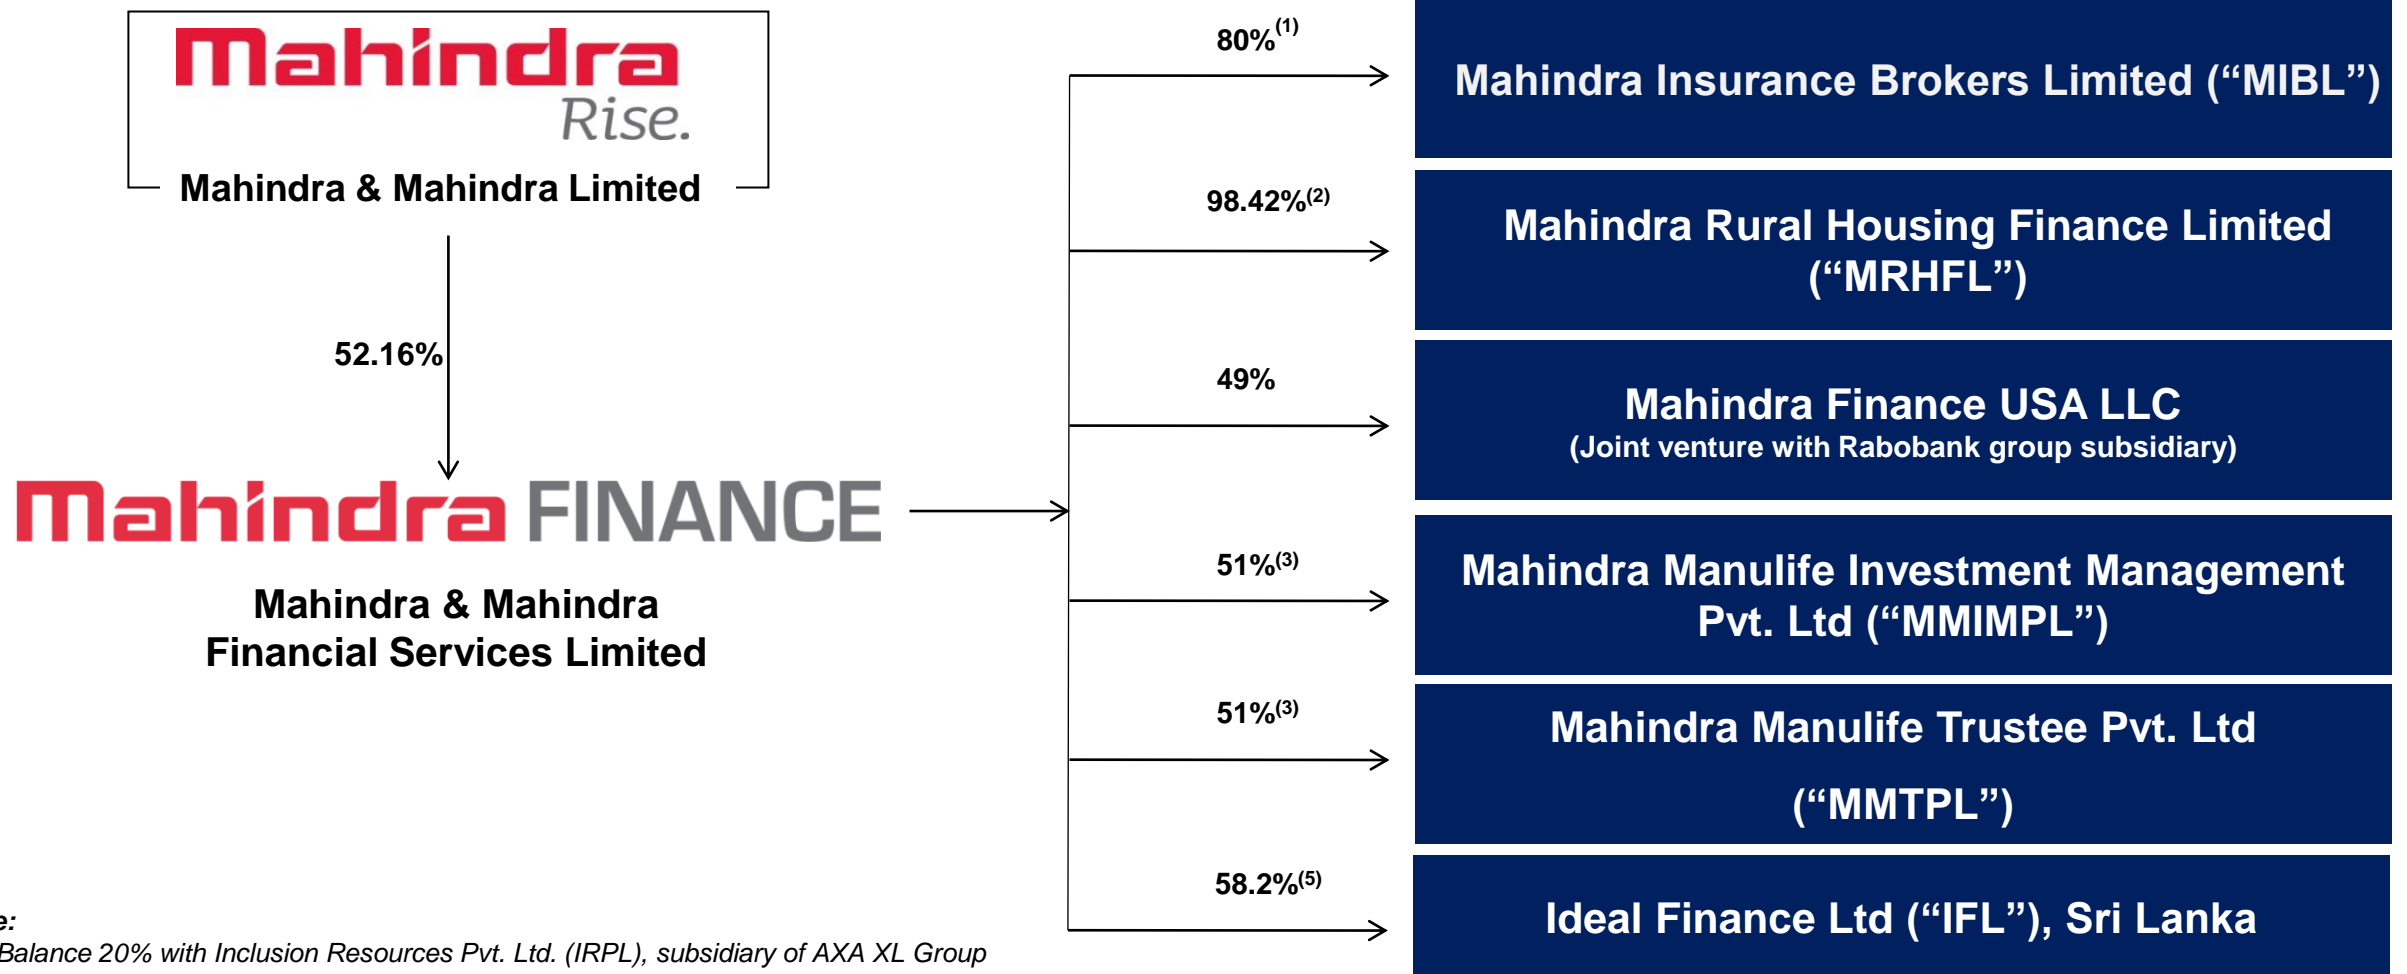 Mahindra
Rise.
Mahindra & Mahindra Limited
52.16%
Mahindra FINANCE
Mahindra & Mahindra
Financial Services Limited
80%(1)
Mahindra Insurance Brokers Limited (“MIBL”)
98.42%(2)
Mahindra Rural Housing Finance Limited
(“MRHFL”)
49%
Mahindra Finance USA LLC
(Joint venture with Rabobank group subsidiary)
51%(3)
Mahindra Manulife Investment Management
Pvt. Ltd (“MMIMPL”)
51%(3)
Mahindra Manulife Trustee Pvt. Ltd
(“MMTPL”)
58.2%(5)
Ideal Finance Ltd (“IFL”), Sri Lanka
e:
Balance 20% with Inclusion Resources Pvt. Ltd. (IRPL), subsidiary of AXA XL Group